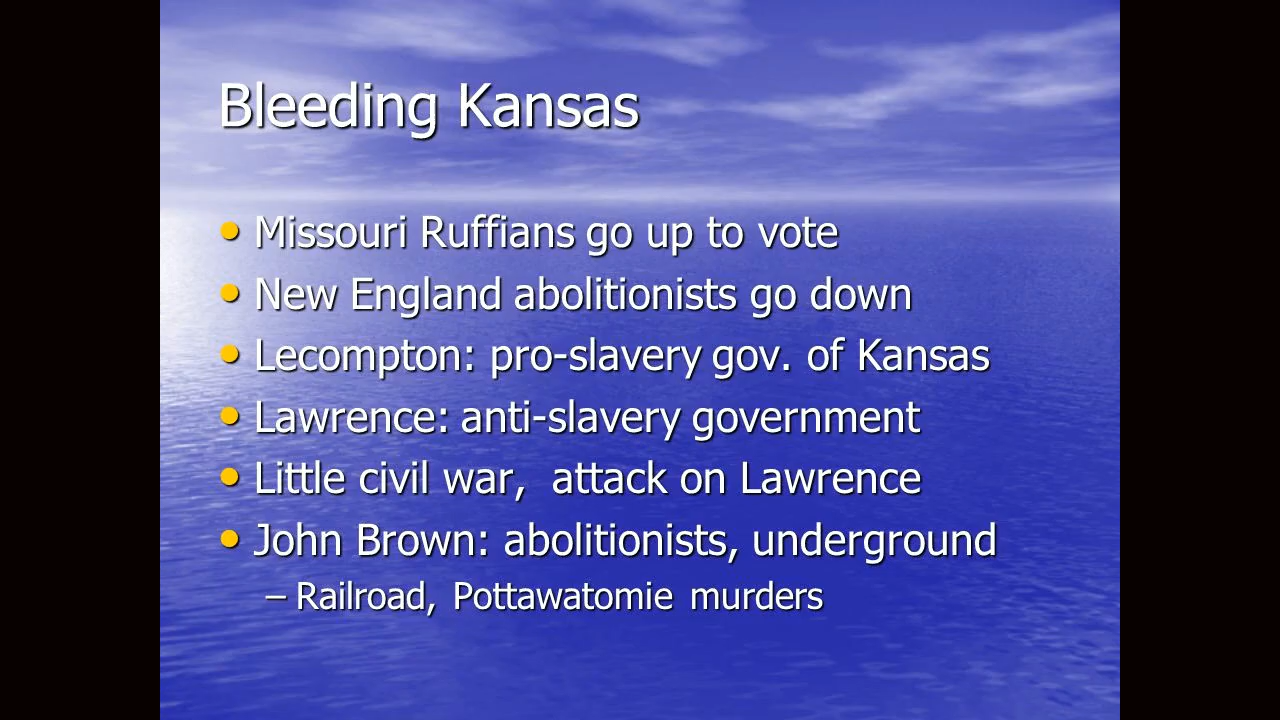 Bleeding Kansas
• Missouri Ruffians go up to vote
• New England abolitionists go down
• Lecompton: pro-slavery gov. of Kansas
• Lawrence: anti-slavery government
• Little civil war, attack on Lawrence
• John Brown: abolitionists, underground
– Railroad, Pottawatomie murders